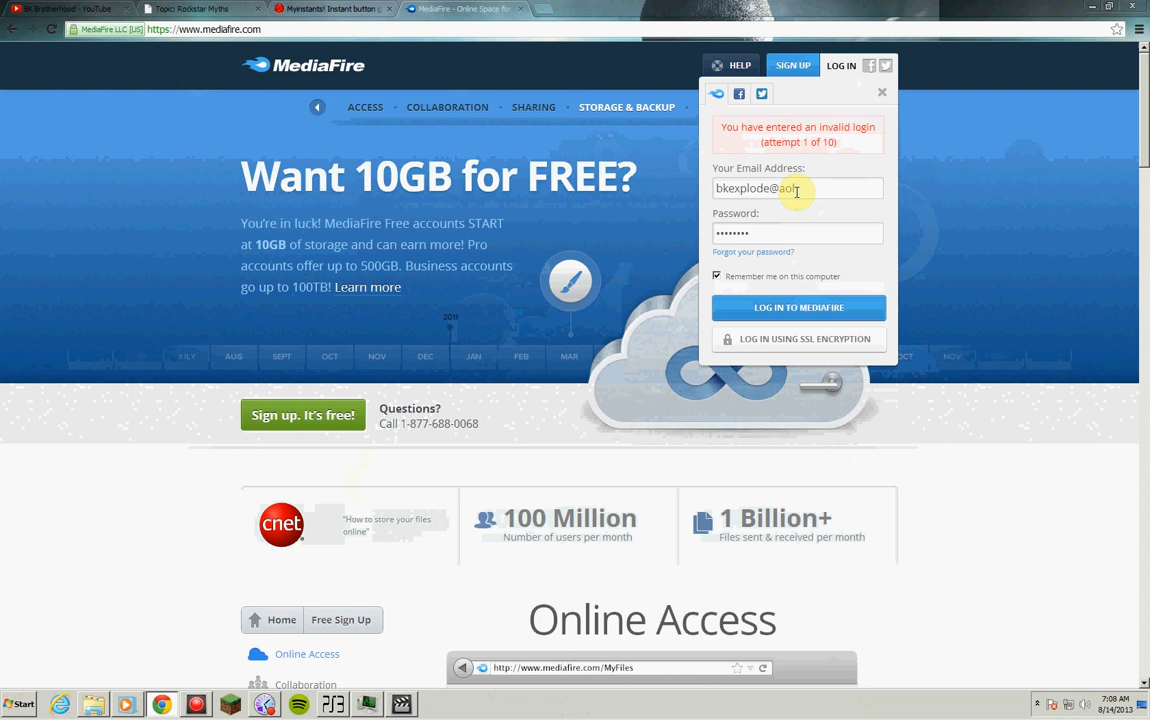 BK Brotherhood - YouTube
Topic: Rockstar Myths
Myinstants! Instant button
MediaFire - Online Space for
MediaFire LLC [US] https://www.mediafire.com
MediaFire
HELP
SIGN UP
LOG IN
ACCESS · COLLABORATION · SHARING · STORAGE & BACKUP
You have entered an invalid login
(attempt 1 of 10)
Your Email Address:
bkexplode@aol
Password:
••••••••
Forgot your password?
Remember me on this computer
LOG IN TO MEDIAFIRE
LOG IN USING SSL ENCRYPTION
Want 10GB for FREE?
You're in luck! MediaFire Free accounts START
at 10GB of storage and can earn more! Pro
accounts offer up to 500GB. Business accounts
go up to 100TB! Learn more
2011
JULY AUG SEPT OCT NOV DEC JAN FEB MAR OCT NOV
Sign up. It's free!
Questions?
Call 1-877-688-0068
cnet
"How to store your files
online"
100 Million
Number of users per month
1 Billion+
Files sent & received per month
Home
Free Sign Up
Online Access
Collaboration
Online Access
http://www.mediafire.com/MyFiles
Start
7:08 AM
8/14/2013